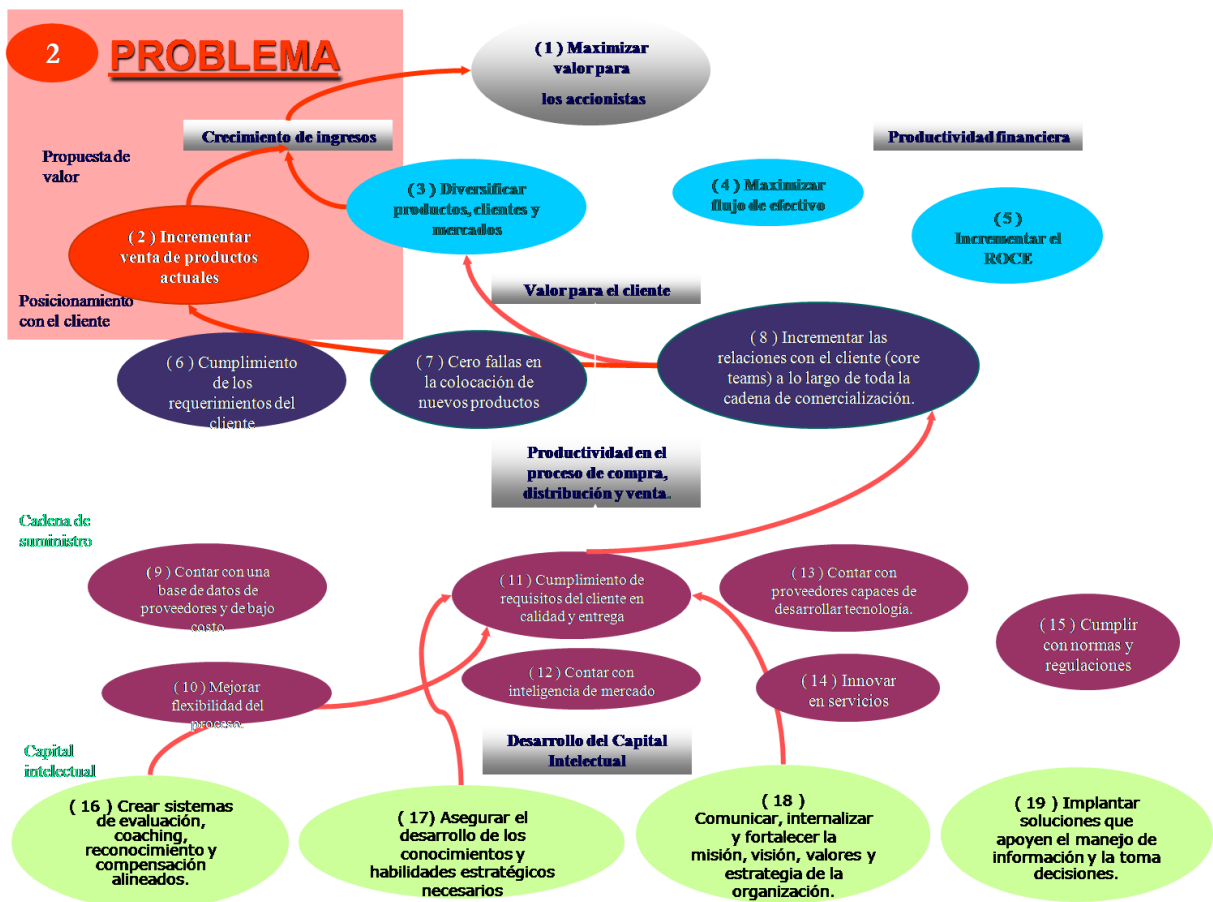 2
PROBLEMA
( 1 ) Maximizar
valor para
los accionistas
Crecimiento de ingresos
Productividad financiera
Propuesta de
valor
( 3 ) Diversificar
productos, clientes y
mercados
( 4 ) Maximizar
flujo de efectivo
( 5 )
Incrementar el
ROCE
( 2 ) Incrementar
venta de productos
actuales
Valor para el cliente
Posicionamiento
con el cliente
( 6 ) Cumplimiento
de los
requerimientos del
cliente
( 7 ) Cero fallas en
la colocación de
nuevos productos
( 8 ) Incrementar las
relaciones con el cliente (core
teams) a lo largo de toda la
cadena de comercialización.
Productividad en el
proceso de compra,
distribución y venta.
Cadena de
suministro
( 9 ) Contar con una
base de datos de
proveedores y de bajo
costo
(11) Cumplimiento de
requisitos del cliente en
calidad y entrega
( 13 ) Contar con
proveedores capaces de
desarrollar tecnología.
( 15 ) Cumplir
con normas y
regulaciones
(10 ) Mejorar
flexibilidad del
proceso.
( 12 ) Contar con
inteligencia de mercado
( 14 ) Innovar
en servicios
Capital
intelectual
Desarrollo del Capital
Intelectual
( 16 ) Crear sistemas
de evaluación,
coaching,
reconocimiento y
compensación
alineados.
( 17) Asegurar el
desarrollo de los
conocimientos y
habilidades estratégicos
necesarios
( 18 )
Comunicar, internalizar
y fortalecer la
misión, visión, valores y
estrategia de la
organización.
( 19 ) Implantar
soluciones que
apoyen el manejo de
información y la toma
decisiones.